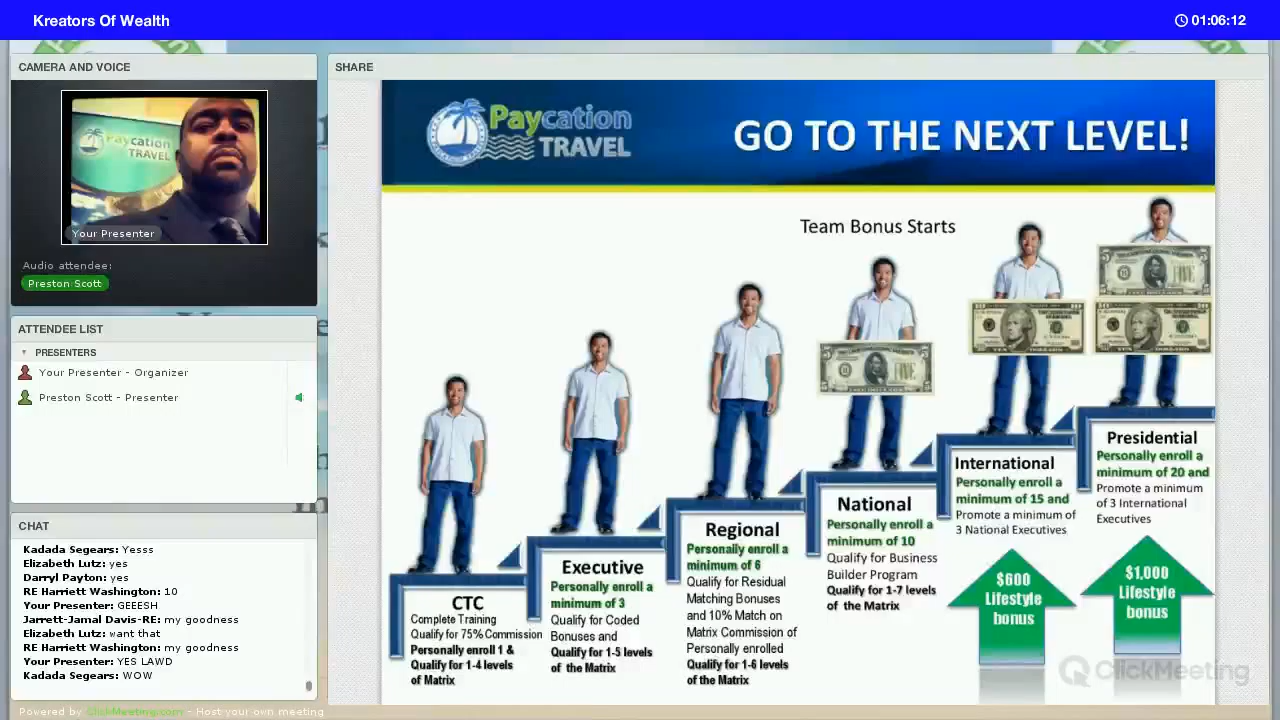 Kreators Of Wealth
01:06:12
CAMERA AND VOICE
Paycation
TRAVEL
Your Presenter
Audio attendee:
Preston Scott
ATTENDEE LIST
PRESENTERS
Your Presenter - Organizer
Preston Scott - Presenter
CHAT
Kadada Segears: Yesss
Elizabeth Lutz: yes
Darryl Payton: yes
RE Harriett Washington: 10
Your Presenter: GEEESH
Jarrett-Jamal Davis-RE: my goodness
Elizabeth Lutz: want that
RE Harriett Washington: my goodness
Your Presenter: YES LAWD
Kadada Segears: WOW
Powered by ClickMeeting.com - Host your own meeting
SHARE
Paycation
TRAVEL
GO TO THE NEXT LEVEL!
Team Bonus Starts
CTC
Complete Training
Qualify for 75% Commission
Personally enroll 1 &
Qualify for 1-4 levels
of Matrix
Executive
Personally enroll a
minimum of 3
Qualify for Coded
Bonuses and
Qualify for 1-5 levels
of the Matrix
Regional
Personally enroll a
minimum of 6
Qualify for Residual
Matching Bonuses
and 10% Match on
Matrix Commission of
Personally enrolled
Qualify for 1-6 levels
of the Matrix
National
Personally enroll a
minimum of 10
Qualify for Business
Builder Program
Qualify for 1-7 levels
of the Matrix
International
Personally enroll a
minimum of 15 and
Promote a minimum of
3 National Executives
Presidential
Personally enroll a
minimum of 20 and
Promote a minimum
of 3 International
Executives
$600
Lifestyle
bonus
$1,000
Lifestyle
bonus
ClickMeeting